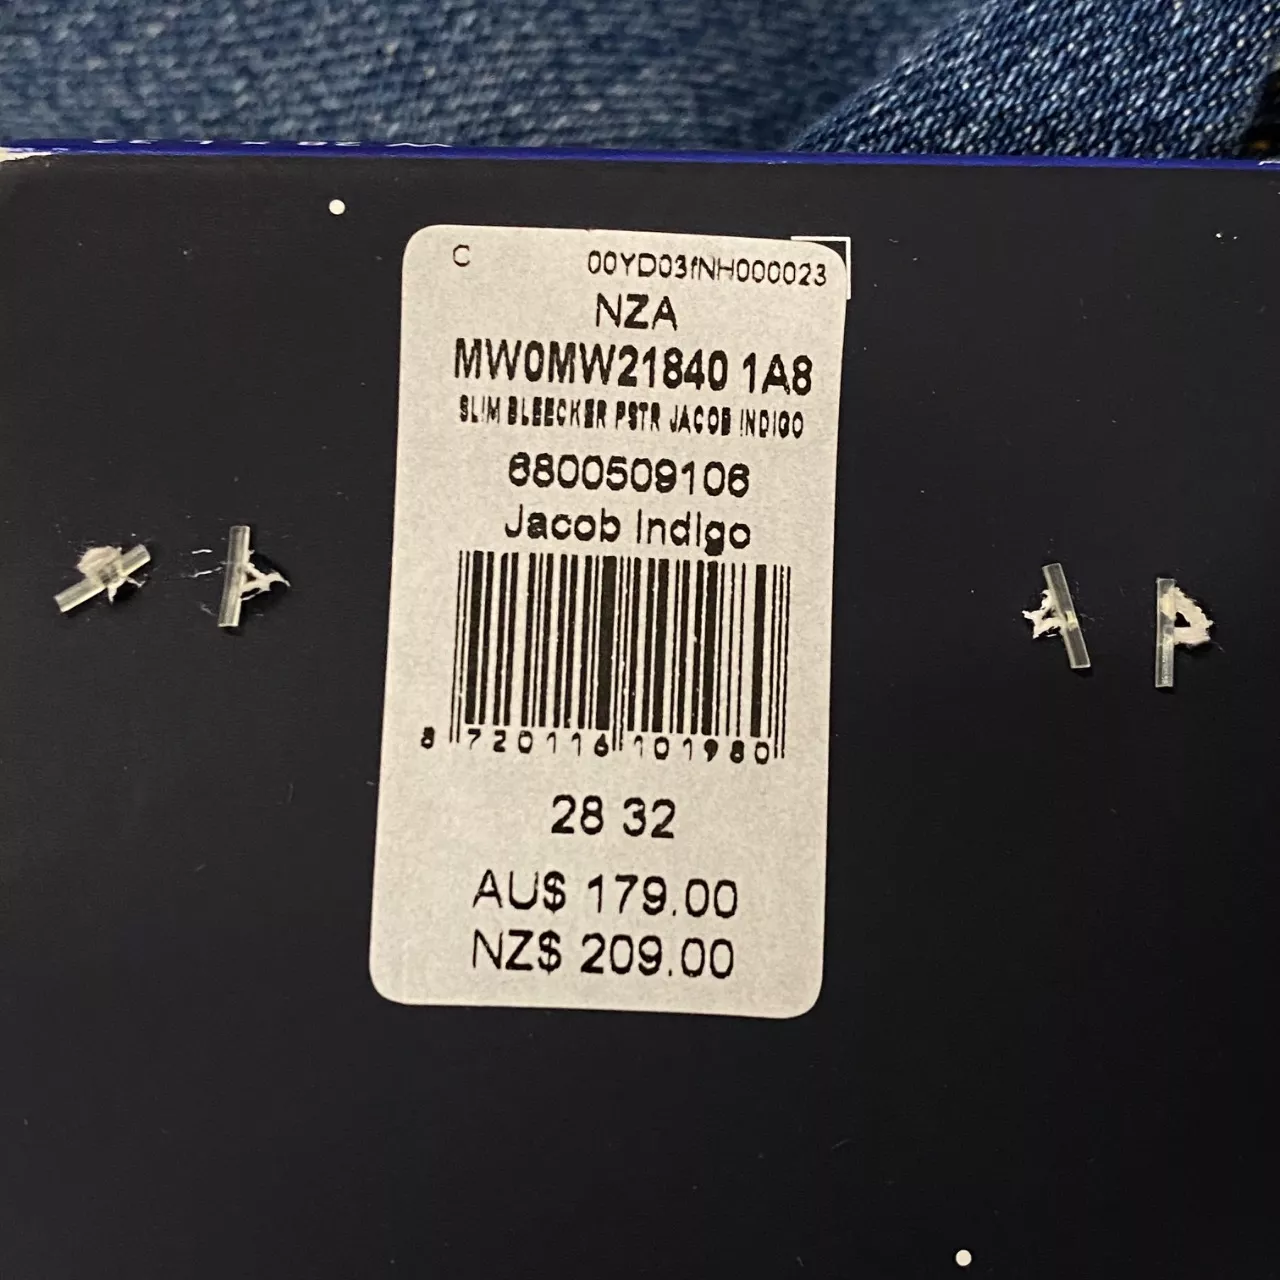 C 00YD03fNH000023
NZA
MW0MW21840 1A8
SLIM BLEECKER PSTR JACOB INDIGO
6800509106
Jacob Indigo
8 720116 101980
28 32
AU$ 179.00
NZ$ 209.00